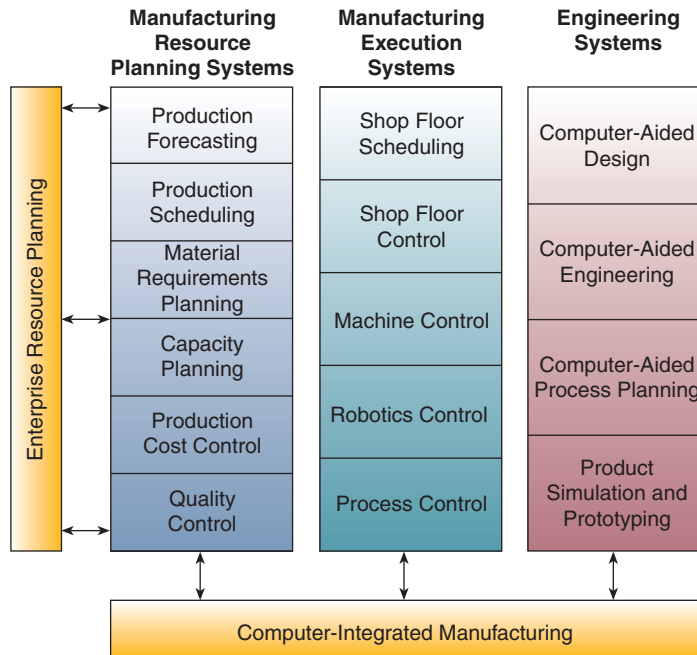 Manufacturing
Resource
Planning Systems
Manufacturing
Execution
Systems
Engineering
Systems
Enterprise Resource Planning
Production
Forecasting
Production
Scheduling
Material
Requirements
Planning
Capacity
Planning
Production
Cost Control
Quality
Control
Shop Floor
Scheduling
Shop Floor
Control
Machine Control
Robotics Control
Process Control
Computer-Aided
Design
Computer-Aided
Engineering
Computer-Aided
Process Planning
Product
Simulation and
Prototyping
Computer-Integrated Manufacturing